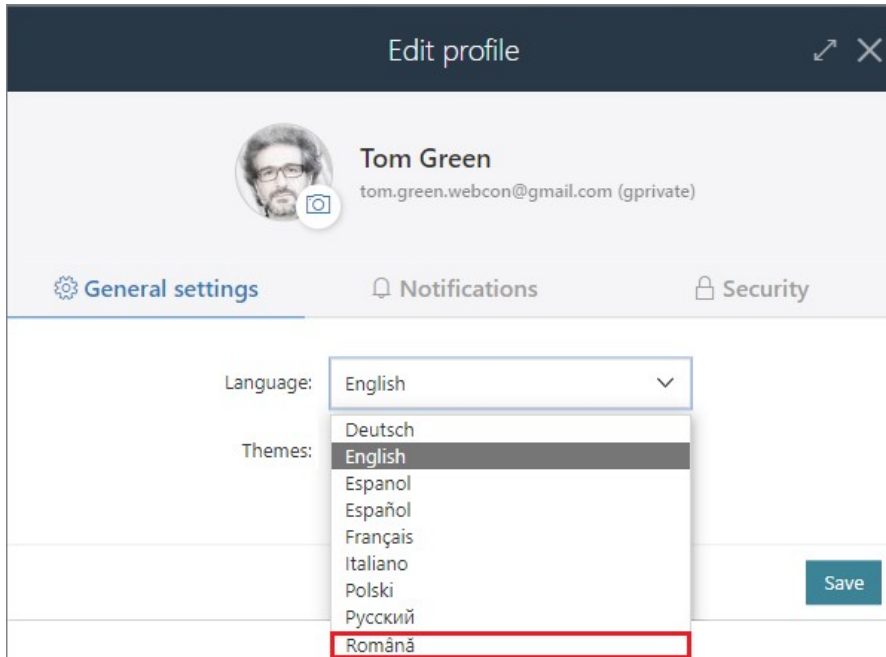 Edit profile
Tom Green
tom.green.webcon@gmail.com (gprivate)
General settings Notifications Security
Language: English
Deutsch
Themes: English
Espanol
Español
Français
Italiano
Polski
Save
Русский
Română